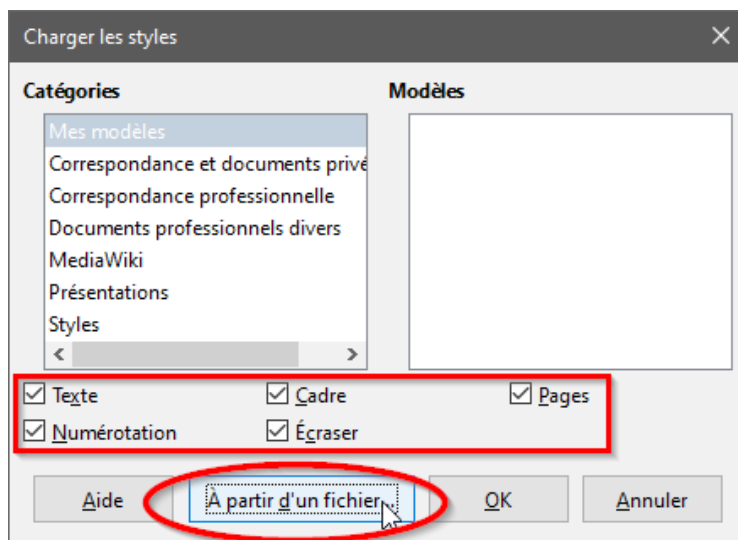 Charger les styles
Catégories
Modèles
Mes modèles
Correspondance et documents privé
Correspondance professionnelle
Documents professionnels divers
MediaWiki
Présentations
Styles
Texte Cadre Pages
Numérotation Écraser
Aide À partir d'un fichier... OK Annuler